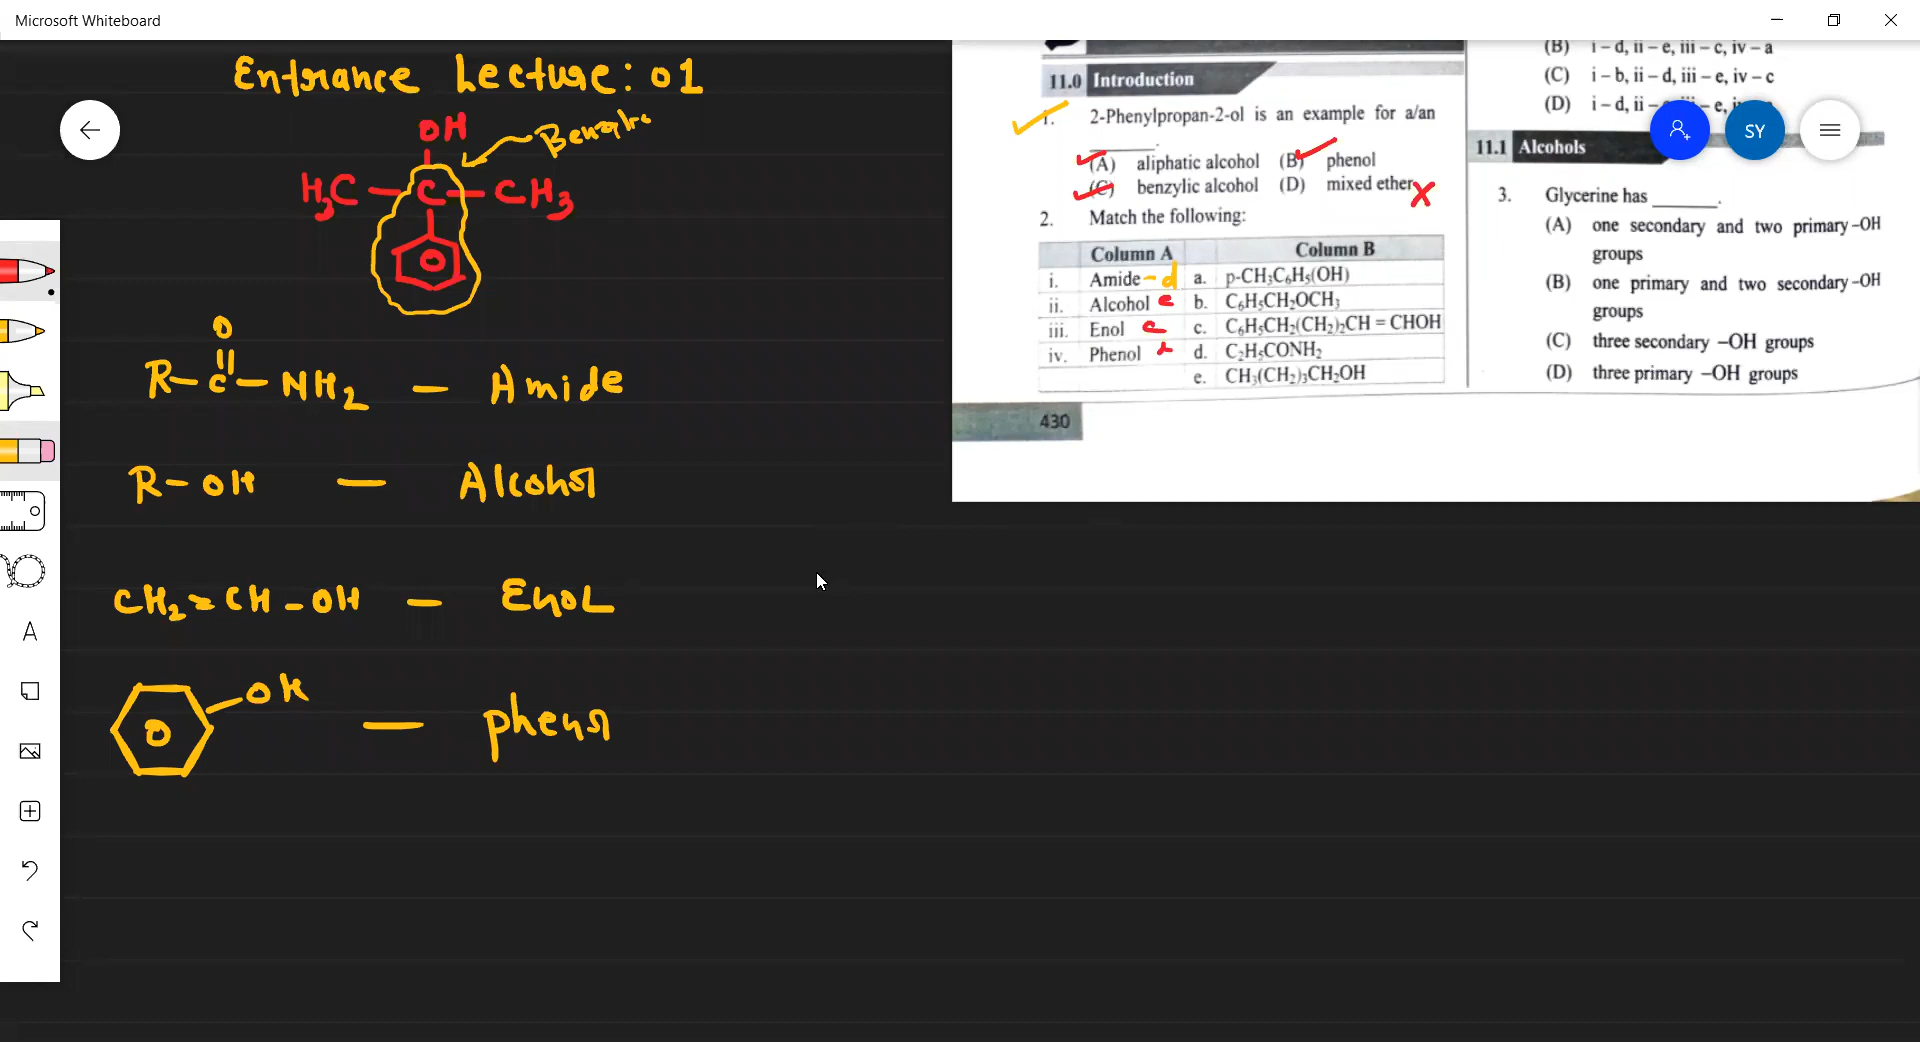 Microsoft Whiteboard
Entrance Lecture: 01
OH
H3C — C — CH3
O
R – C – NH2 — Amide
R – OH — Alcohol
CH2 = CH – OH — Enol
OH — phenol
11.0 Introduction
1. 2-Phenylpropan-2-ol is an example for a/an
______.
(A) aliphatic alcohol (B) phenol
(C) benzylic alcohol (D) mixed ether
2. Match the following:
Column A Column B
i. Amide – d a. p-CH3C6H5(OH)
ii. Alcohol e b. C6H5CH2OCH3
iii. Enol c c. C6H5CH2(CH2)2CH = CHOH
iv. Phenol d. C2H5CONH2
e. CH3(CH2)3CH2OH
430
(B) i – d, ii – e, iii – c, iv – a
(C) i – b, ii – d, iii – e, iv – c
(D) i – d, ii – – e, i
SY
11.1 Alcohols
3. Glycerine has ______.
(A) one secondary and two primary –OH
groups
(B) one primary and two secondary –OH
groups
(C) three secondary –OH groups
(D) three primary –OH groups